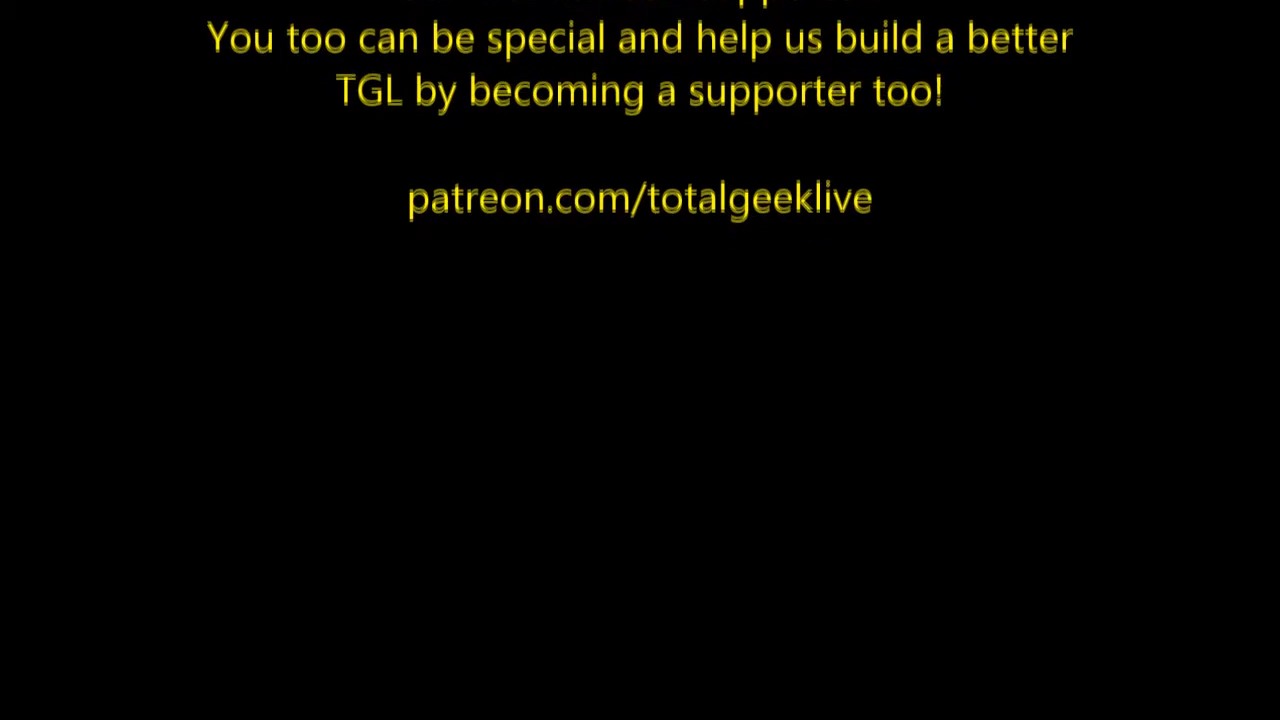 You too can be special and help us build a better
TGL by becoming a supporter too!
patreon.com/totalgeeklive